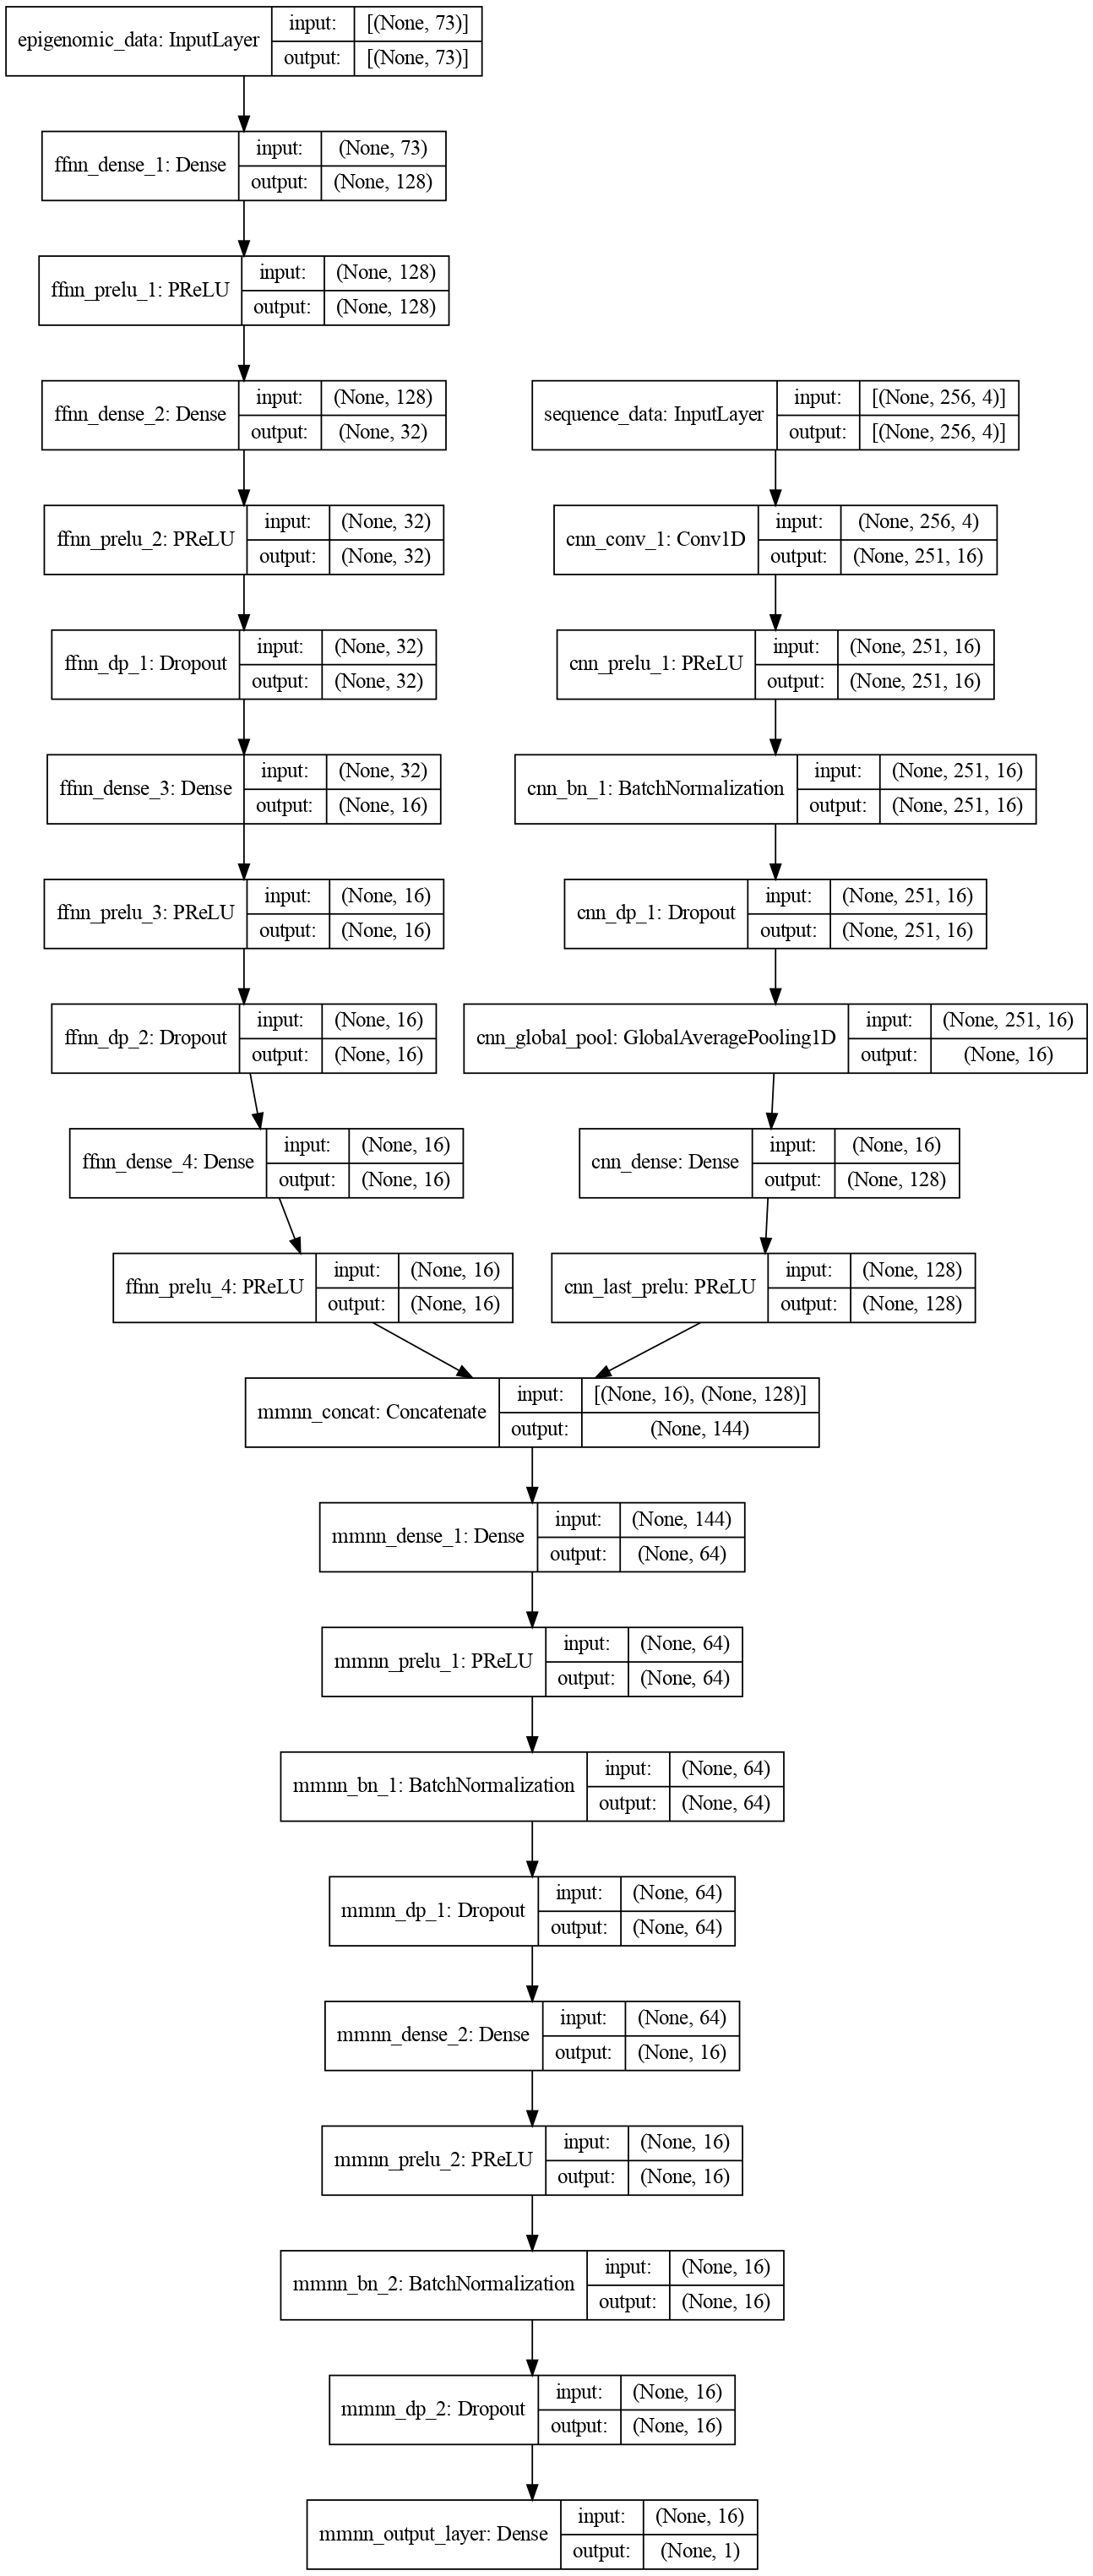 epigenomic_data: InputLayer
input: [(None, 73)]
output: [(None, 73)]
ffnn_dense_1: Dense
input: (None, 73)
output: (None, 128)
ffnn_prelu_1: PReLU
input: (None, 128)
output: (None, 128)
ffnn_dense_2: Dense
input: (None, 128)
output: (None, 32)
ffnn_prelu_2: PReLU
input: (None, 32)
output: (None, 32)
ffnn_dp_1: Dropout
input: (None, 32)
output: (None, 32)
ffnn_dense_3: Dense
input: (None, 32)
output: (None, 16)
ffnn_prelu_3: PReLU
input: (None, 16)
output: (None, 16)
ffnn_dp_2: Dropout
input: (None, 16)
output: (None, 16)
ffnn_dense_4: Dense
input: (None, 16)
output: (None, 16)
ffnn_prelu_4: PReLU
input: (None, 16)
output: (None, 16)
sequence_data: InputLayer
input: [(None, 256, 4)]
output: [(None, 256, 4)]
cnn_conv_1: Conv1D
input: (None, 256, 4)
output: (None, 251, 16)
cnn_prelu_1: PReLU
input: (None, 251, 16)
output: (None, 251, 16)
cnn_bn_1: BatchNormalization
input: (None, 251, 16)
output: (None, 251, 16)
cnn_dp_1: Dropout
input: (None, 251, 16)
output: (None, 251, 16)
cnn_global_pool: GlobalAveragePooling1D
input: (None, 251, 16)
output: (None, 16)
cnn_dense: Dense
input: (None, 16)
output: (None, 128)
cnn_last_prelu: PReLU
input: (None, 128)
output: (None, 128)
mmnn_concat: Concatenate
input: [(None, 16), (None, 128)]
output: (None, 144)
mmnn_dense_1: Dense
input: (None, 144)
output: (None, 64)
mmnn_prelu_1: PReLU
input: (None, 64)
output: (None, 64)
mmnn_bn_1: BatchNormalization
input: (None, 64)
output: (None, 64)
mmnn_dp_1: Dropout
input: (None, 64)
output: (None, 64)
mmnn_dense_2: Dense
input: (None, 64)
output: (None, 16)
mmnn_prelu_2: PReLU
input: (None, 16)
output: (None, 16)
mmnn_bn_2: BatchNormalization
input: (None, 16)
output: (None, 16)
mmnn_dp_2: Dropout
input: (None, 16)
output: (None, 16)
mmnn_output_layer: Dense
input: (None, 16)
output: (None, 1)